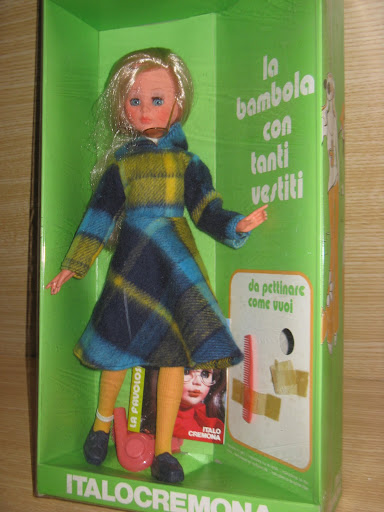 la
bambola
con
tanti
vestiti
da pettinare
come vuoi
ITALO
CREMONA
ITALOCREMONA